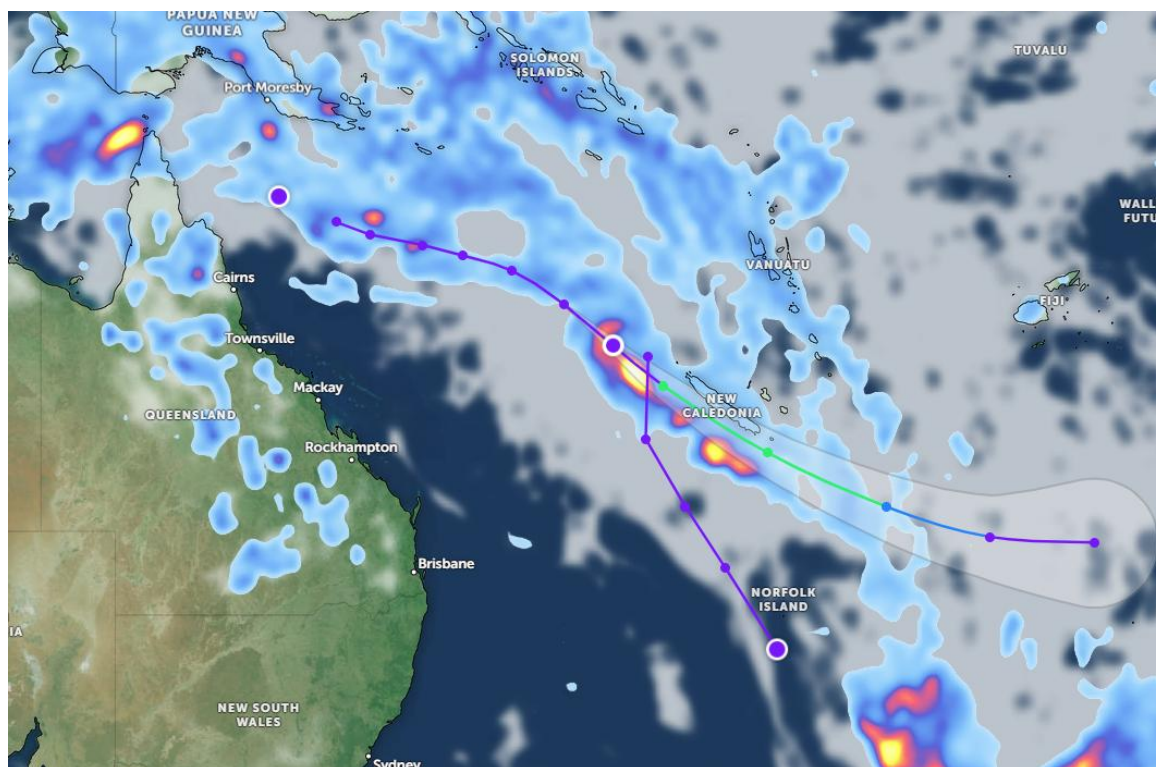 PAPUA NEW
GUINEA
SOLOMON
ISLANDS
TUVALU
Port Moresby
WALL
FUTU
Cairns
VANUATU
FIJI
Townsville
Mackay
QUEENSLAND
NEW
CALEDONIA
Rockhampton
Brisbane
NORFOLK
ISLAND
IA
NEW SOUTH
WALES
Sydney